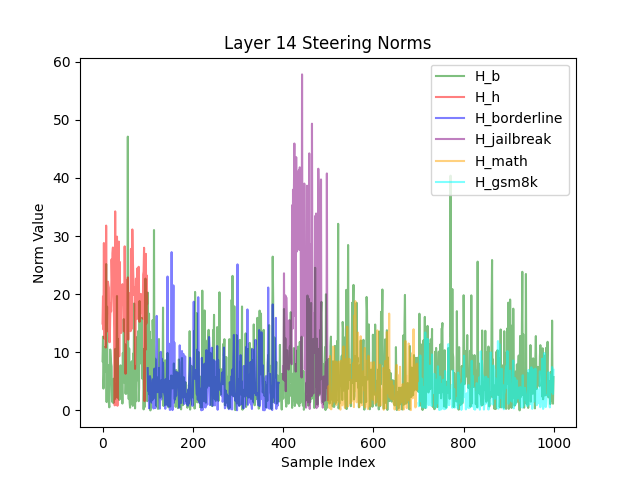 Layer 14 Steering Norms
60
50
40
30
20
10
0
Norm Value
H_b
H_h
H_borderline
H_jailbreak
H_math
H_gsm8k
0
200
400
600
800
1000
Sample Index